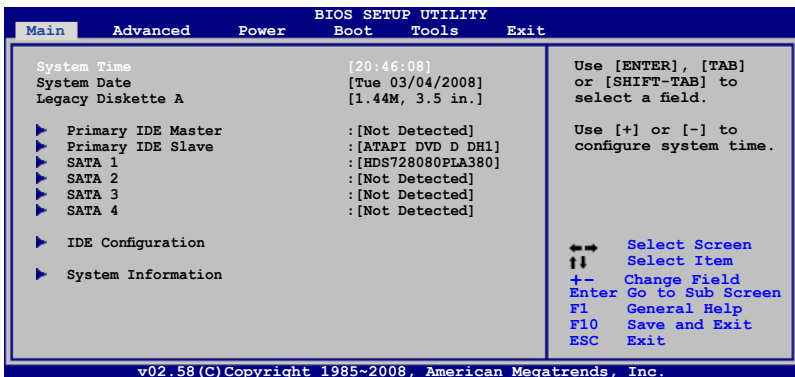 BIOS SETUP UTILITY
Main Advanced Power Boot Tools Exit
System Time [20:46:08]
System Date [Tue 03/04/2008]
Legacy Diskette A [1.44M, 3.5 in.]
Primary IDE Master :[Not Detected]
Primary IDE Slave :[ATAPI DVD D DH1]
SATA 1 :[HDS728080PLA380]
SATA 2 :[Not Detected]
SATA 3 :[Not Detected]
SATA 4 :[Not Detected]
IDE Configuration
System Information
Use [ENTER], [TAB]
or [SHIFT-TAB] to
select a field.
Use [+] or [-] to
configure system time.
Select Screen
Select Item
+- Change Field
Enter Go to Sub Screen
F1 General Help
F10 Save and Exit
ESC Exit
v02.58(C)Copyright 1985~2008, American Megatrends, Inc.